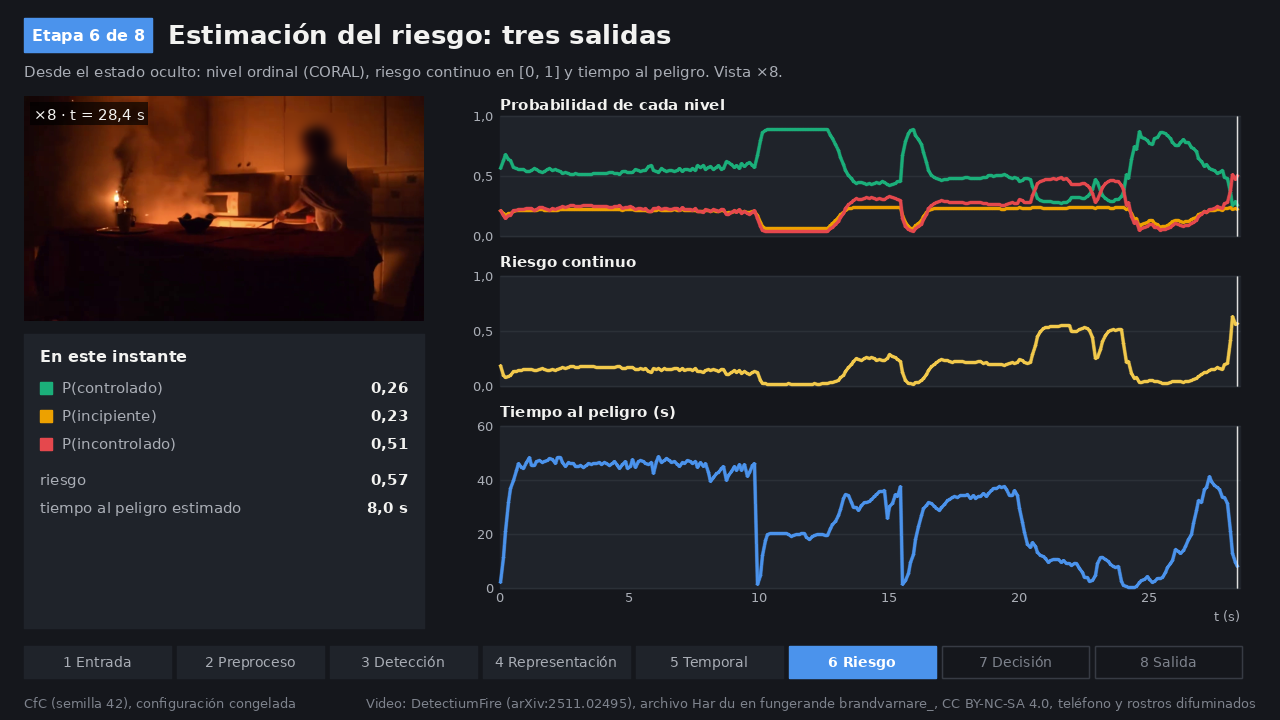 Etapa 6 de 8
Estimación del riesgo: tres salidas
Desde el estado oculto: nivel ordinal (CORAL), riesgo continuo en [0, 1] y tiempo al peligro. Vista ×8.
×8 · t = 28,4 s
En este instante
P(controlado) 0,26
P(incipiente) 0,23
P(incontrolado) 0,51
riesgo 0,57
tiempo al peligro estimado 8,0 s
Probabilidad de cada nivel
1,0
0,5
0,0
Riesgo continuo
1,0
0,5
0,0
Tiempo al peligro (s)
60
40
20
0
0 5 10 15 20 25
t (s)
1 Entrada 2 Preproceso 3 Detección 4 Representación 5 Temporal 6 Riesgo 7 Decisión 8 Salida
CfC (semilla 42), configuración congelada
Video: DetectiumFire (arXiv:2511.02495), archivo Har du en fungerande brandvarnare_, CC BY-NC-SA 4.0, teléfono y rostros difuminados